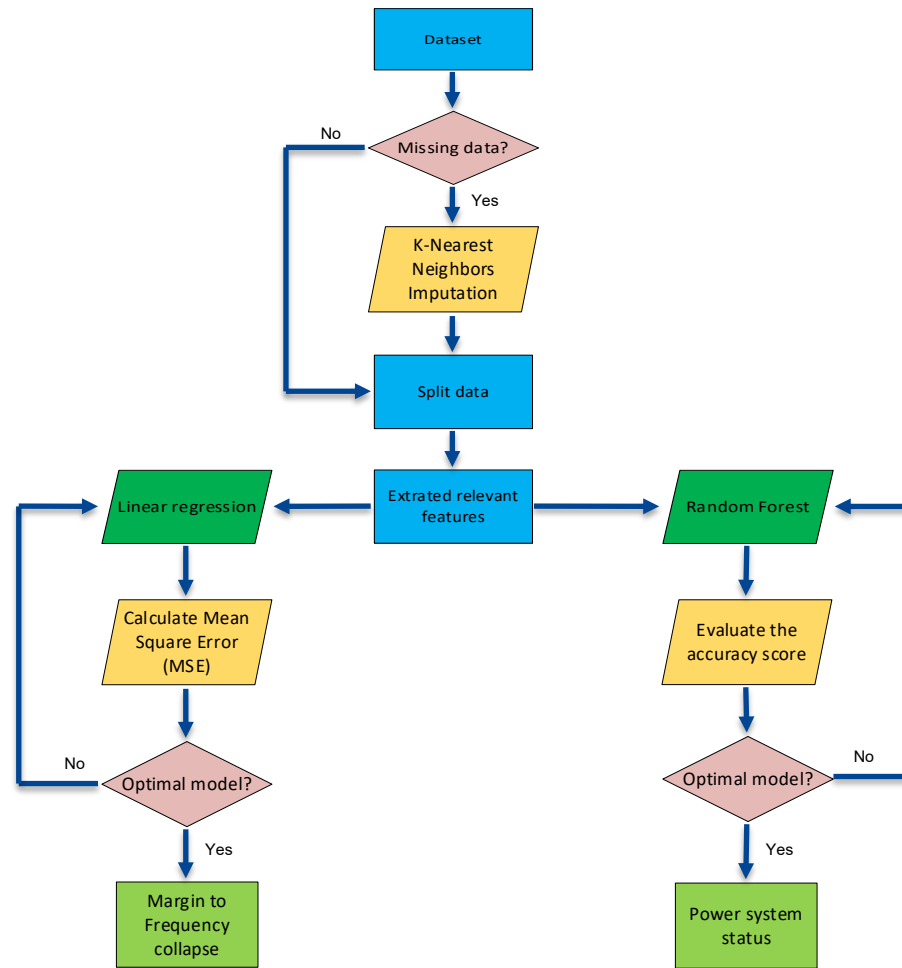 Dataset
No
Missing data?
Yes
K-Nearest
Neighbors
Imputation
Split data
Linear regression
Extrated relevant
features
Random Forest
Calculate Mean
Square Error
(MSE)
Evaluate the
accuracy score
No
Optimal model?
Optimal model?
No
Yes
Yes
Margin to
Frequency
collapse
Power system
status